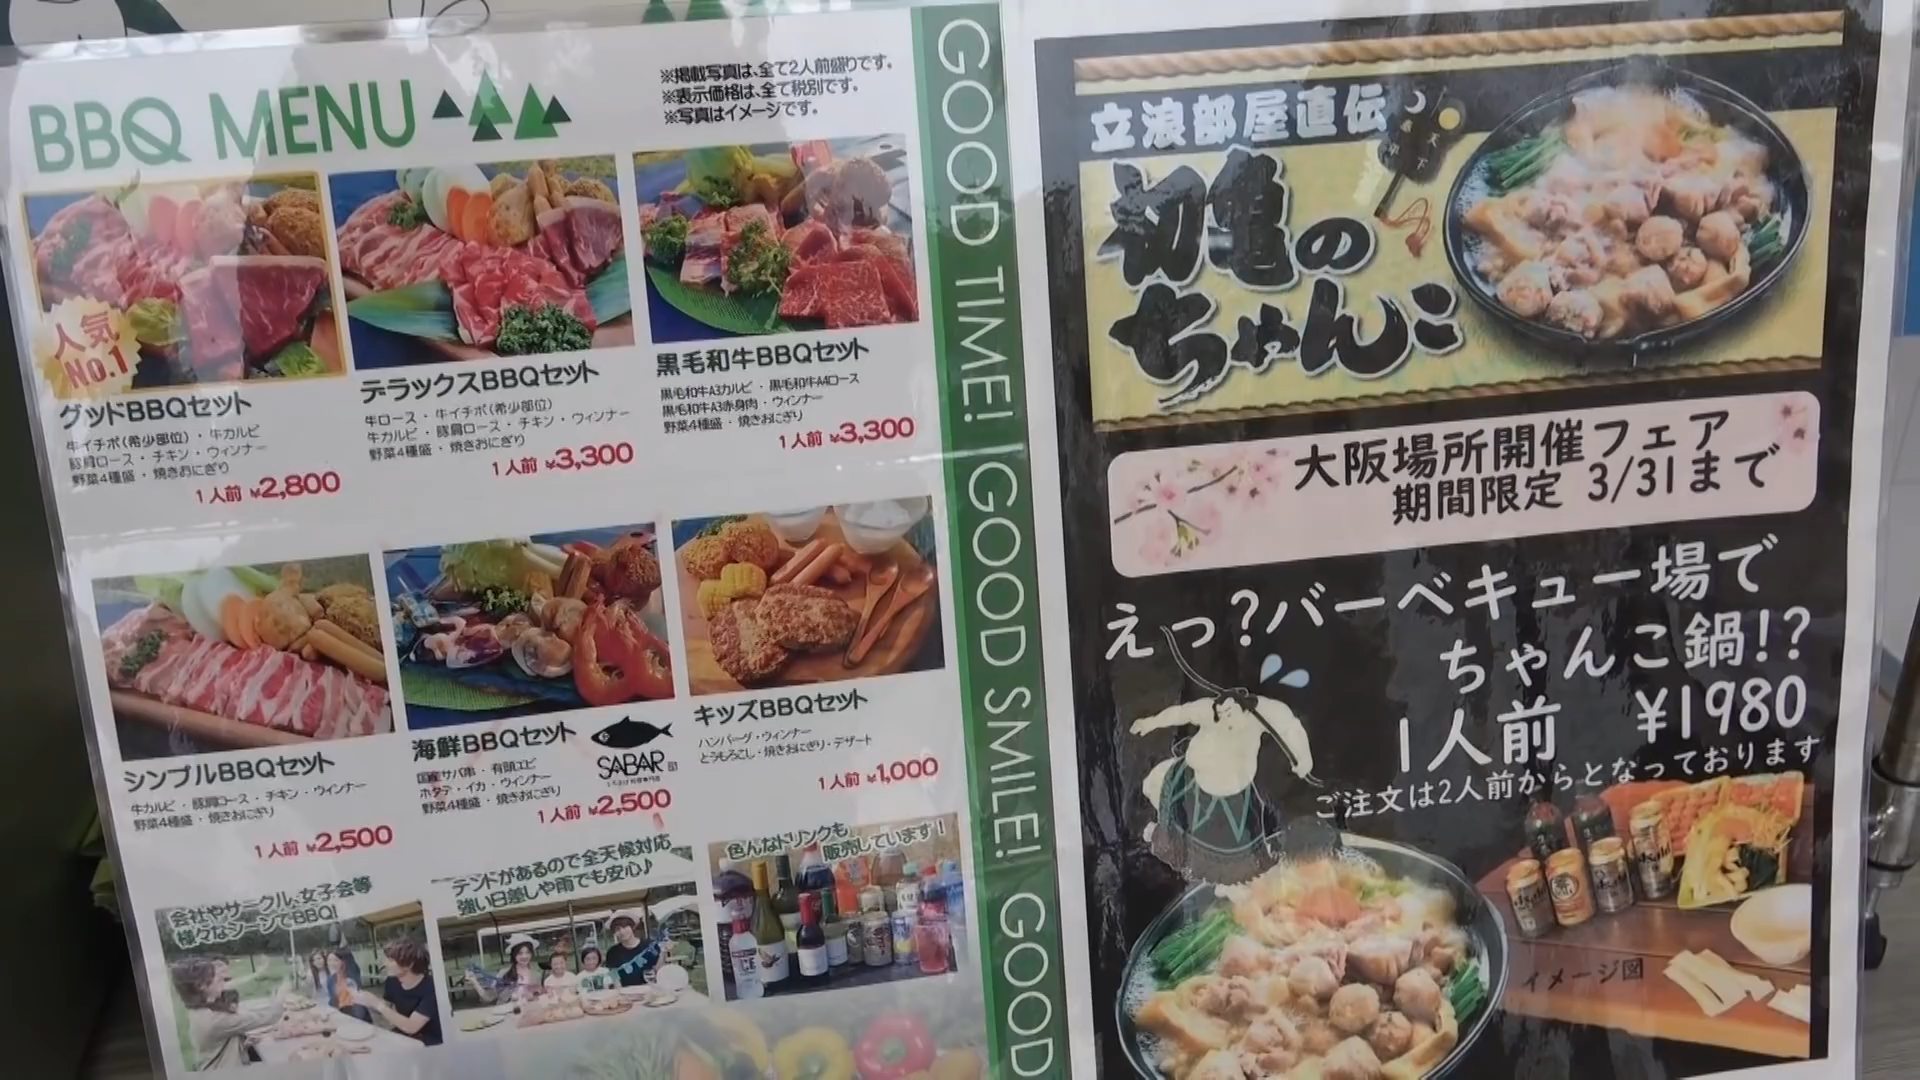 BBQ MENU
※掲載写真は、全て2人前盛りです。
※表示価格は、全て税別です。
※写真はイメージです。
人気
NO.1
グッドBBQセット
牛イチボ(希少部位)・牛カルビ
豚肩ロース・チキン・ウィンナー
野菜4種盛・焼きおにぎり
1人前 ¥2,800
デラックスBBQセット
牛ロース・牛イチボ(希少部位)
牛カルビ・豚肩ロース・チキン・ウィンナー
野菜4種盛・焼きおにぎり
1人前 ¥3,300
黒毛和牛BBQセット
黒毛和牛A3カルビ・黒毛和牛A4ロース
黒毛和牛A3赤身肉・ウィンナー
野菜4種盛・焼きおにぎり
1人前 ¥3,300
シンプルBBQセット
牛カルビ・豚肩ロース・チキン・ウィンナー
野菜4種盛・焼きおにぎり
1人前 ¥2,500
海鮮BBQセット
SABAR
国産サバ串・有頭エビ
ホタテ・イカ・ウィンナー
野菜4種盛・焼きおにぎり
1人前 ¥2,500
キッズBBQセット
ハンバーグ・ウィンナー
とうもろこし・焼きおにぎり・デザート
1人前 ¥1,000
会社やサークル、女子会等
様々なシーンでBBQ!
テントがあるので全天候対応
強い日差しや雨でも安心♪
色んなドリンクも
販売しています!
GOOD TIME! GOOD SMILE! GOOD
立浪部屋直伝
初亀の
ちゃんこ
大阪場所開催フェア
期間限定 3/31まで
えっ?バーベキュー場で
ちゃんこ鍋!?
1人前 ¥1980
ご注文は2人前からとなっております
Asahi
イメージ図